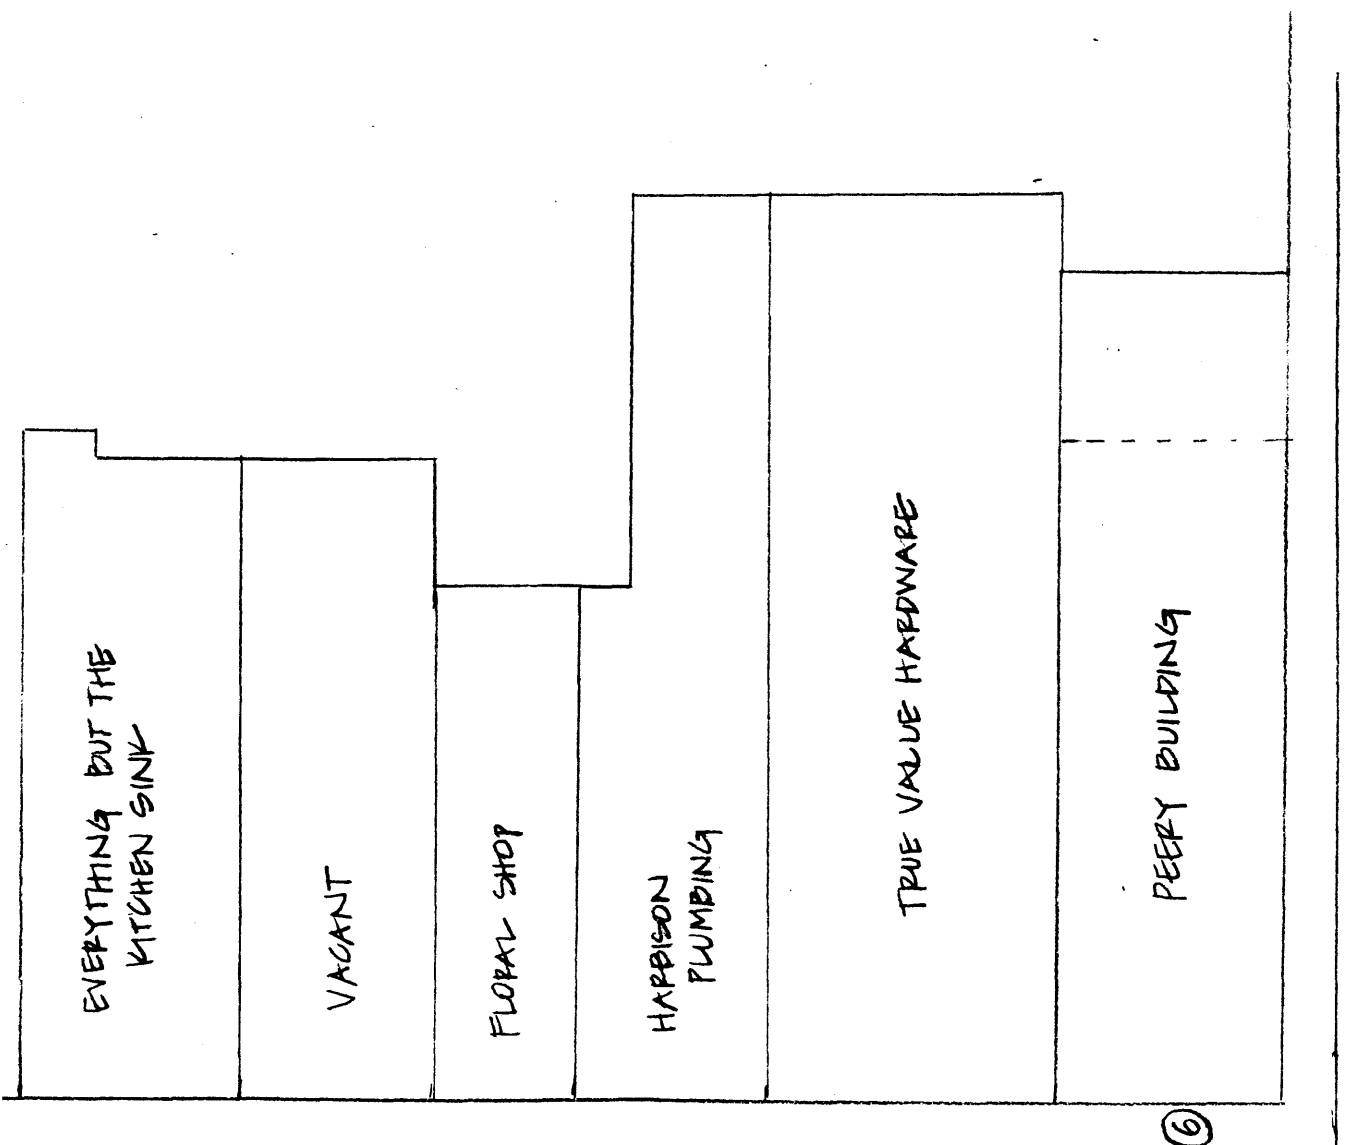 EVERYTHING BUT THE
KITCHEN SINK
VACANT
FLORAL SHOP
HARBISON
PLUMBING
TRUE VALUE HARDWARE
PEERY BUILDING
6